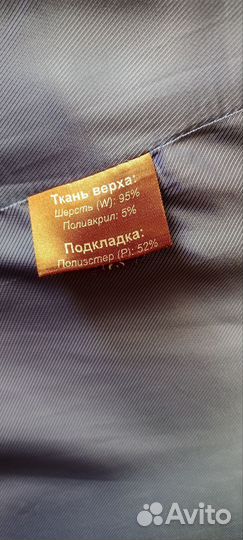 Ткань верха:
Шерсть (W): 95%
Полиакрил: 5%
Подкладка:
Полиэстер (P): 52%
Avito